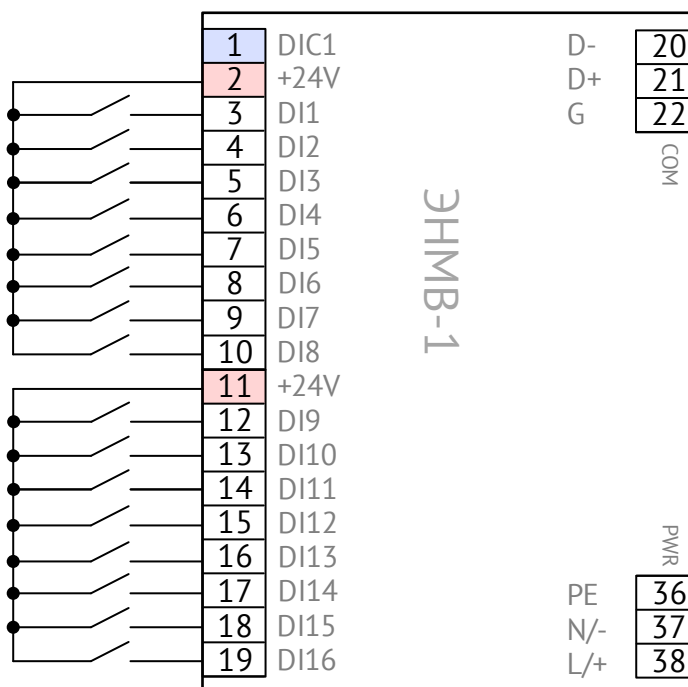 1 DIC1
2 +24V
3 DI1
4 DI2
5 DI3
6 DI4
7 DI5
8 DI6
9 DI7
10 DI8
11 +24V
12 DI9
13 DI10
14 DI11
15 DI12
16 DI13
17 DI14
18 DI15
19 DI16
ЭНМВ-1
D- 20
D+ 21
G 22
COM
PWR
PE 36
N/- 37
L/+ 38